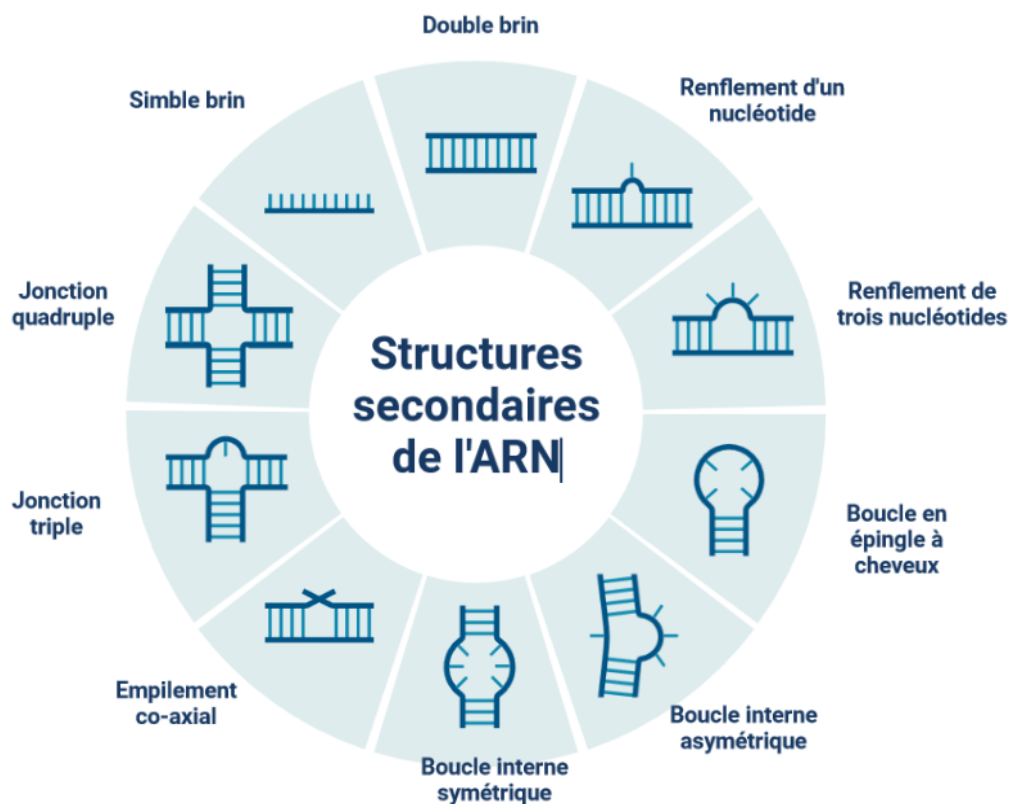 Double brin
Simble brin
Renflement d'un
nucléotide
Jonction
quadruple
Renflement de
trois nucléotides
Structures
secondaires
de l'ARN
Jonction
triple
Boucle en
épingle à
cheveux
Empilement
co-axial
Boucle interne
asymétrique
Boucle interne
symétrique